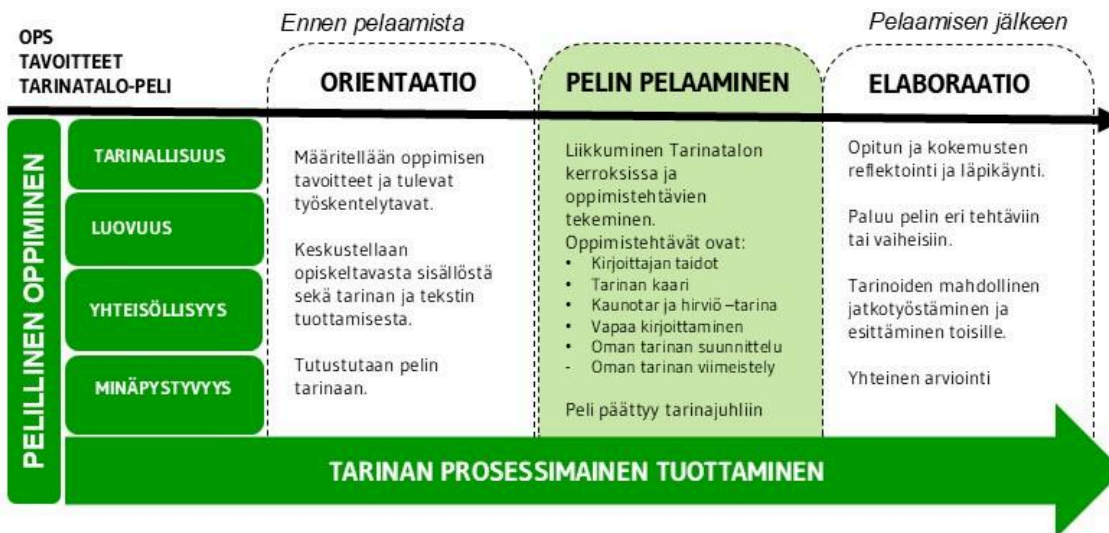 OPS
TAVOITTEET
TARINATALO-PELI
Ennen pelaamista
Pelaamisen jälkeen
ORIENTAATIO
PELIN PELAAMINEN
ELABORAATIO
PELILLINEN OPPIMINEN
TARINALLISUUS
LUOVUUS
YHTEISÖLLISYYS
MINÄPYSTYVYYS
Määritellään oppimisen
tavoitteet ja tulevat
työskentelytavat.
Keskustellaan
opiskeltavasta sisällöstä
sekä tarinan ja tekstin
tuottamisesta.
Tutustutaan pelin
tarinaan.
Liikkuminen Tarinatalon
kerroksissa ja
oppimistehtävien
tekeminen.
Oppimistehtävät ovat:
• Kirjoittajan taidot
• Tarinan kaari
• Kaunotar ja hirviö –tarina
• Vapaa kirjoittaminen
• Oman tarinan suunnittelu
- Oman tarinan viimeistely
Peli päättyy tarinajuhliin
Opitun ja kokemusten
reflektointi ja läpikäynti.
Paluu pelin eri tehtäviin
tai vaiheisiin.
Tarinoiden mahdollinen
jatkotyöstäminen ja
esittäminen toisille.
Yhteinen arviointi
TARINAN PROSESSIMAINEN TUOTTAMINEN